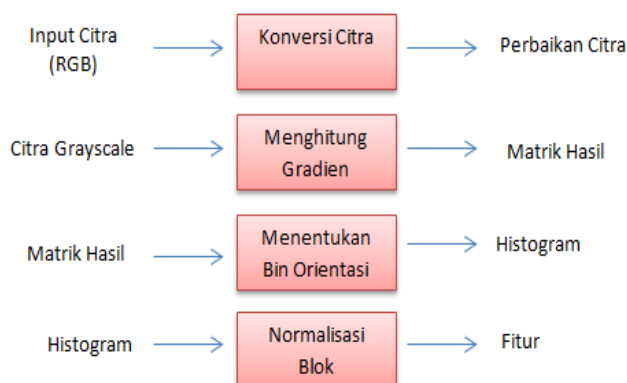 Input Citra
(RGB)
Konversi Citra
Perbaikan Citra
Citra Grayscale
Menghitung
Gradien
Matrik Hasil
Matrik Hasil
Menentukan
Bin Orientasi
Histogram
Histogram
Normalisasi
Blok
Fitur